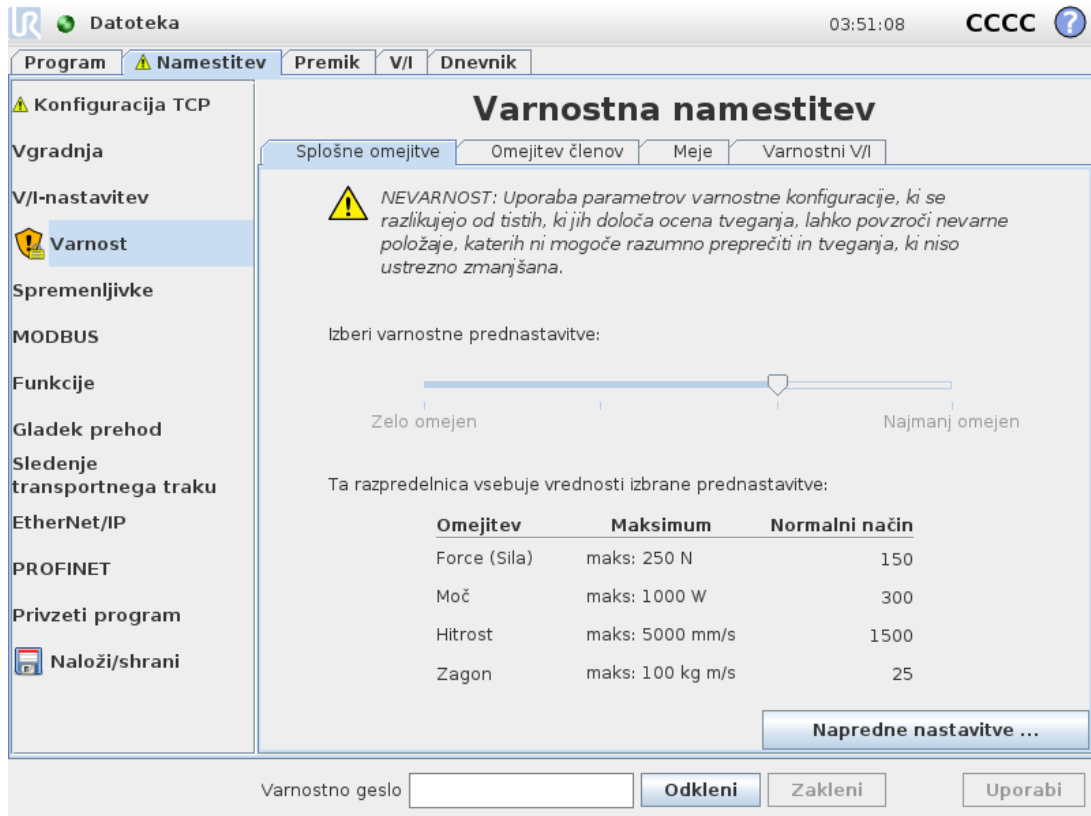 UR Datoteka 03:51:08 CCCC ?
Program Namestitev Premik V/I Dnevnik
Konfiguracija TCP
Vgradnja
V/I-nastavitev
Varnost
Spremenljivke
MODBUS
Funkcije
Gladek prehod
Sledenje
transportnega traku
EtherNet/IP
PROFINET
Privzeti program
Naloži/shrani
Varnostna namestitev
Splošne omejitve Omejitev členov Meje Varnostni V/I
NEVARNOST: Uporaba parametrov varnostne konfiguracije, ki se
razlikujejo od tistih, ki jih določa ocena tveganja, lahko povzroči nevarne
položaje, katerih ni mogoče razumno preprečiti in tveganja, ki niso
ustrezno zmanjšana.
Izberi varnostne prednastavitve:
Zelo omejen Najmanj omejen
Ta razpredelnica vsebuje vrednosti izbrane prednastavitve:
Omejitev Maksimum Normalni način
Force (Sila) maks: 250 N 150
Moč maks: 1000 W 300
Hitrost maks: 5000 mm/s 1500
Zagon maks: 100 kg m/s 25
Napredne nastavitve ...
Varnostno geslo Odkleni Zakleni Uporabi